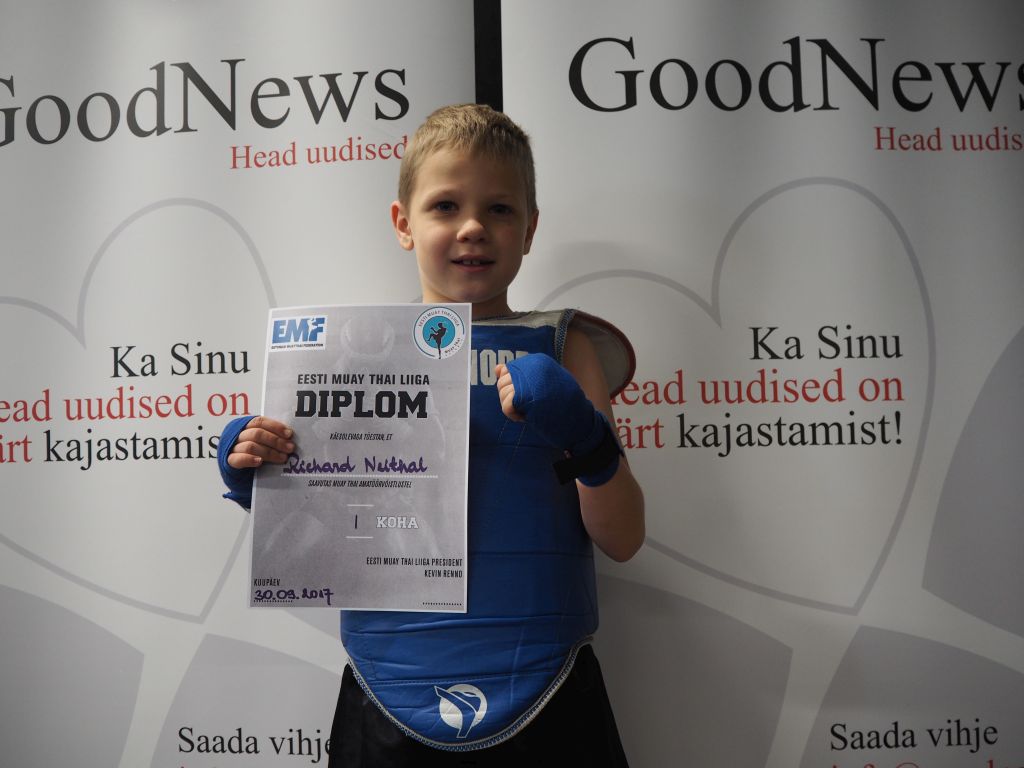 GoodNews
Head uudised
GoodNews
Head uudis
Ka Sinu
ead uudised on
ärt kajastamis
Saada vihje
Ka Sinu
Head uudised on
ärt kajastamist!
Saada vihje
EMF
EESTI MUAY THAI LIIGA
DIPLOM
KÄESOLEVAGA TÕESTAN, ET
Richard Neithal
SAAVUTAS MUAY THAI AMATÖÖRVÕISTLUSTEL
I KOHA
EESTI MUAY THAI LIIGA PRESIDENT
KEVIN RENNO
KUUPÄEV
30.09.2017